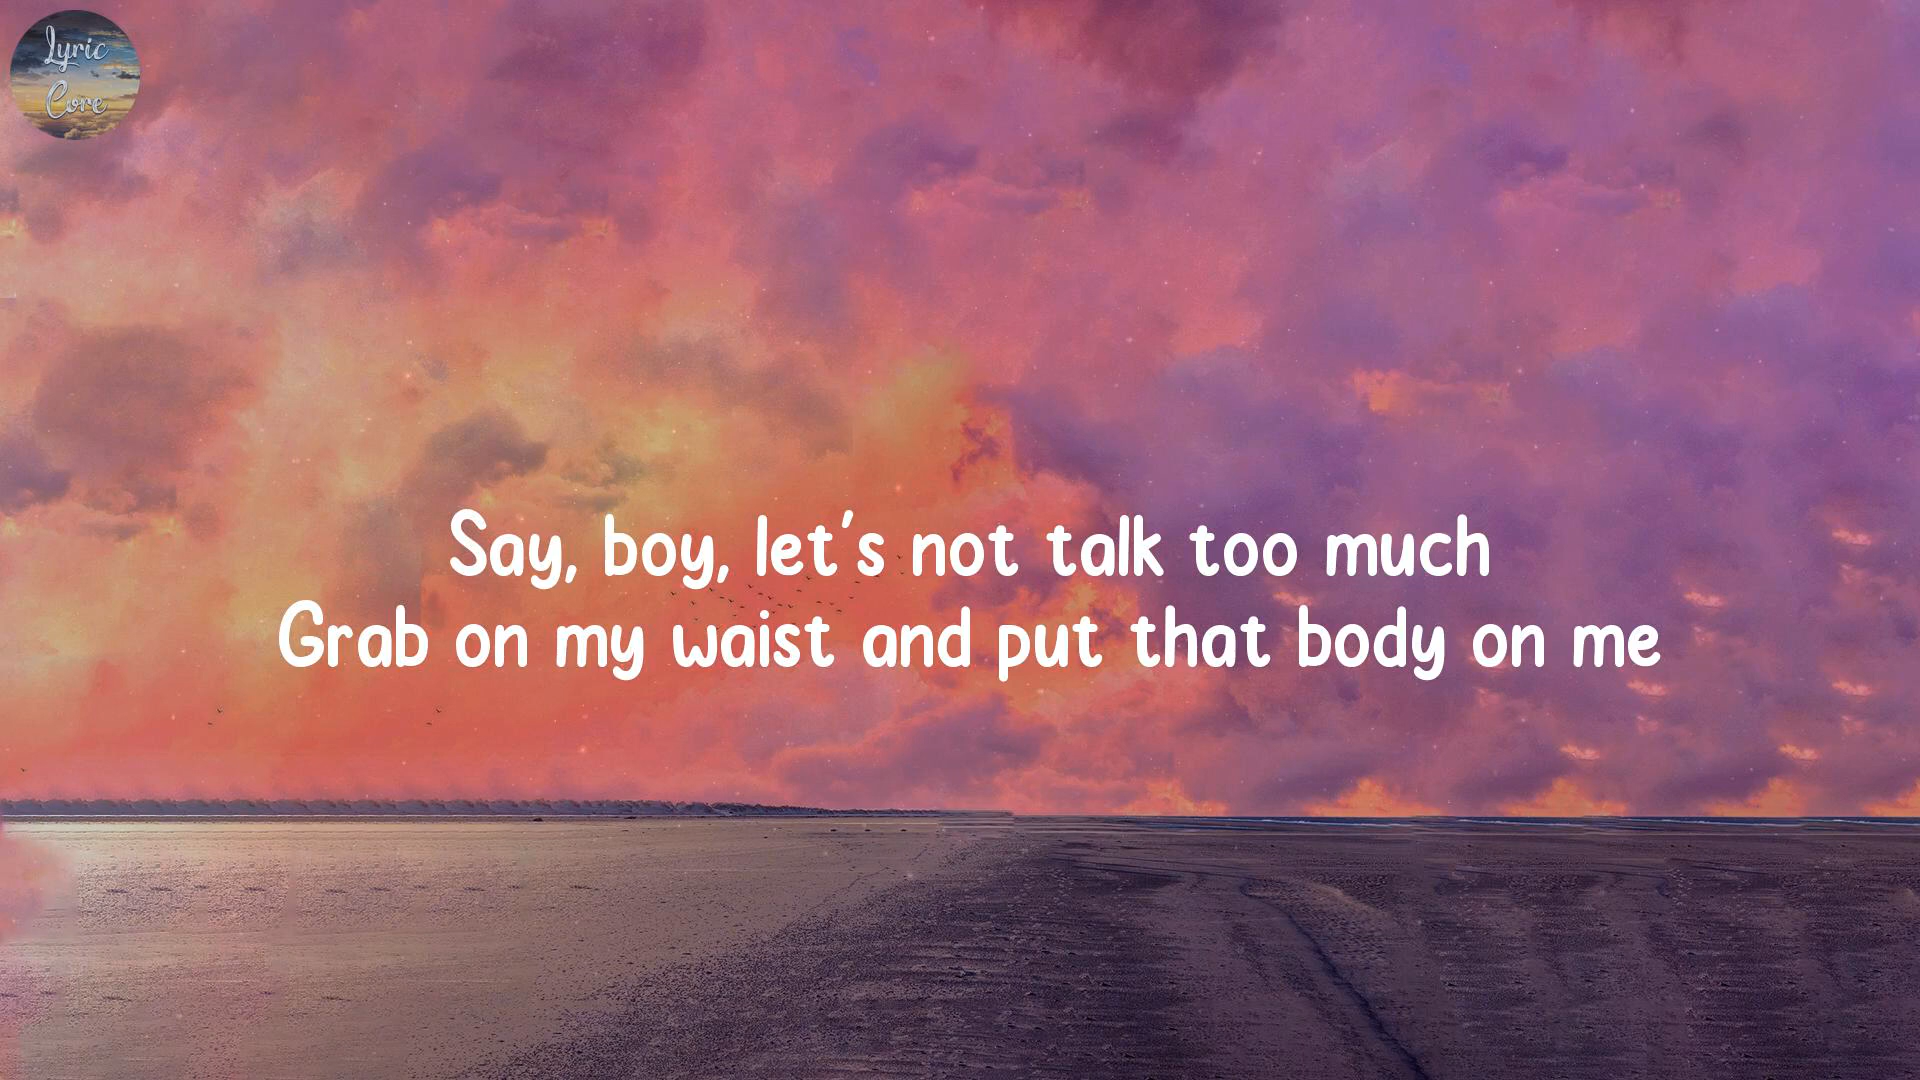 Lyric
Core
Say, boy, let's not talk too much
Grab on my waist and put that body on me